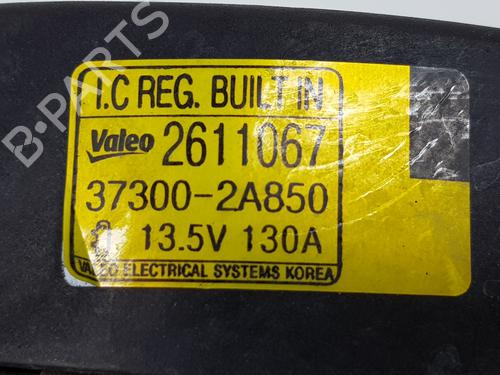 I.C REG. BUILT IN
Valeo 2611067
37300-2A850
13.5V 130A
VALEO ELECTRICAL SYSTEMS KOREA
B-PARTS